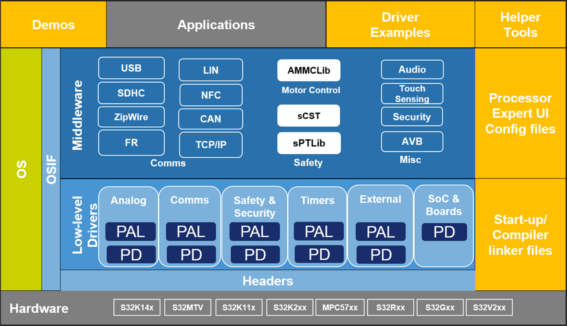 Demos
Applications
Driver
Examples
Helper
Tools
OS
OSIF
Middleware
USB
LIN
AMMCLib
Audio
Motor Control
SDHC
NFC
Touch
Sensing
ZipWire
CAN
sCST
Security
FR
TCP/IP
sPTLib
AVB
Comms
Safety
Misc
Processor
Expert UI
Config files
Low-level
Drivers
Analog
Comms
Safety &
Security
Timers
External
SoC &
Boards
PAL
PAL
PAL
PAL
PAL
PD
PD
PD
PD
PD
PD
Headers
Start-up/
Compiler
linker files
Hardware
S32K14x
S32MTV
S32K11x
S32K2xx
MPC57xx
S32Rxx
S32Gxx
S32V2xx